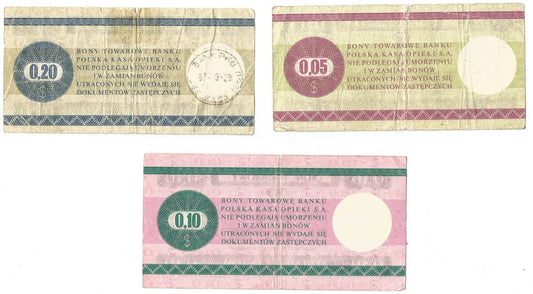 BONY TOWAROWE BANKU
POLSKA KASA OPIEKI S.A.
NIE PODLEGAJĄ UMORZENIU
I W ZAMIAN BONÓW
UTRACONYCH NIE WYDAJE SIĘ
DOKUMENTÓW ZASTĘPCZYCH
0.20
$
87 -9-29
BONY TOWAROWE BANKU
POLSKA KASA OPIEKI S.A.
NIE PODLEGAJĄ UMORZENIU
I W ZAMIAN BONÓW
UTRACONYCH NIE WYDAJE SIĘ
DOKUMENTÓW ZASTĘPCZYCH
0,05
$
BONY TOWAROWE BANKU
POLSKA KASA OPIEKI S.A.
NIE PODLEGAJĄ UMORZENIU
I W ZAMIAN BONÓW
UTRACONYCH NIE WYDAJE SIĘ
DOKUMENTÓW ZASTĘPCZYCH
0,10
$